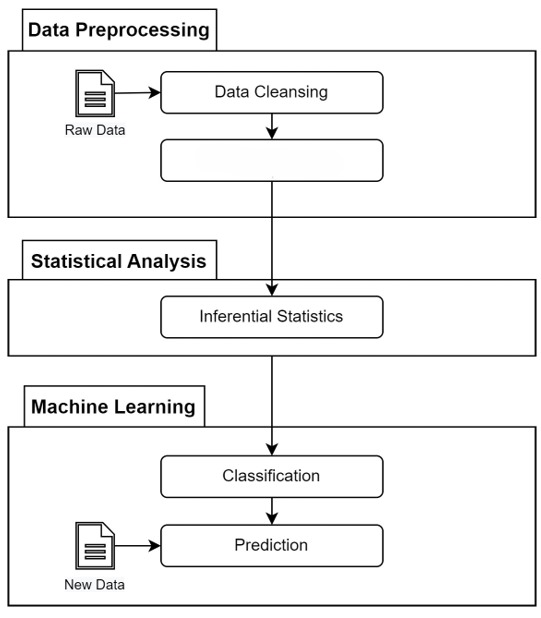 Data Preprocessing
Data Cleansing
Raw Data
Statistical Analysis
Inferential Statistics
Machine Learning
Classification
Prediction
New Data